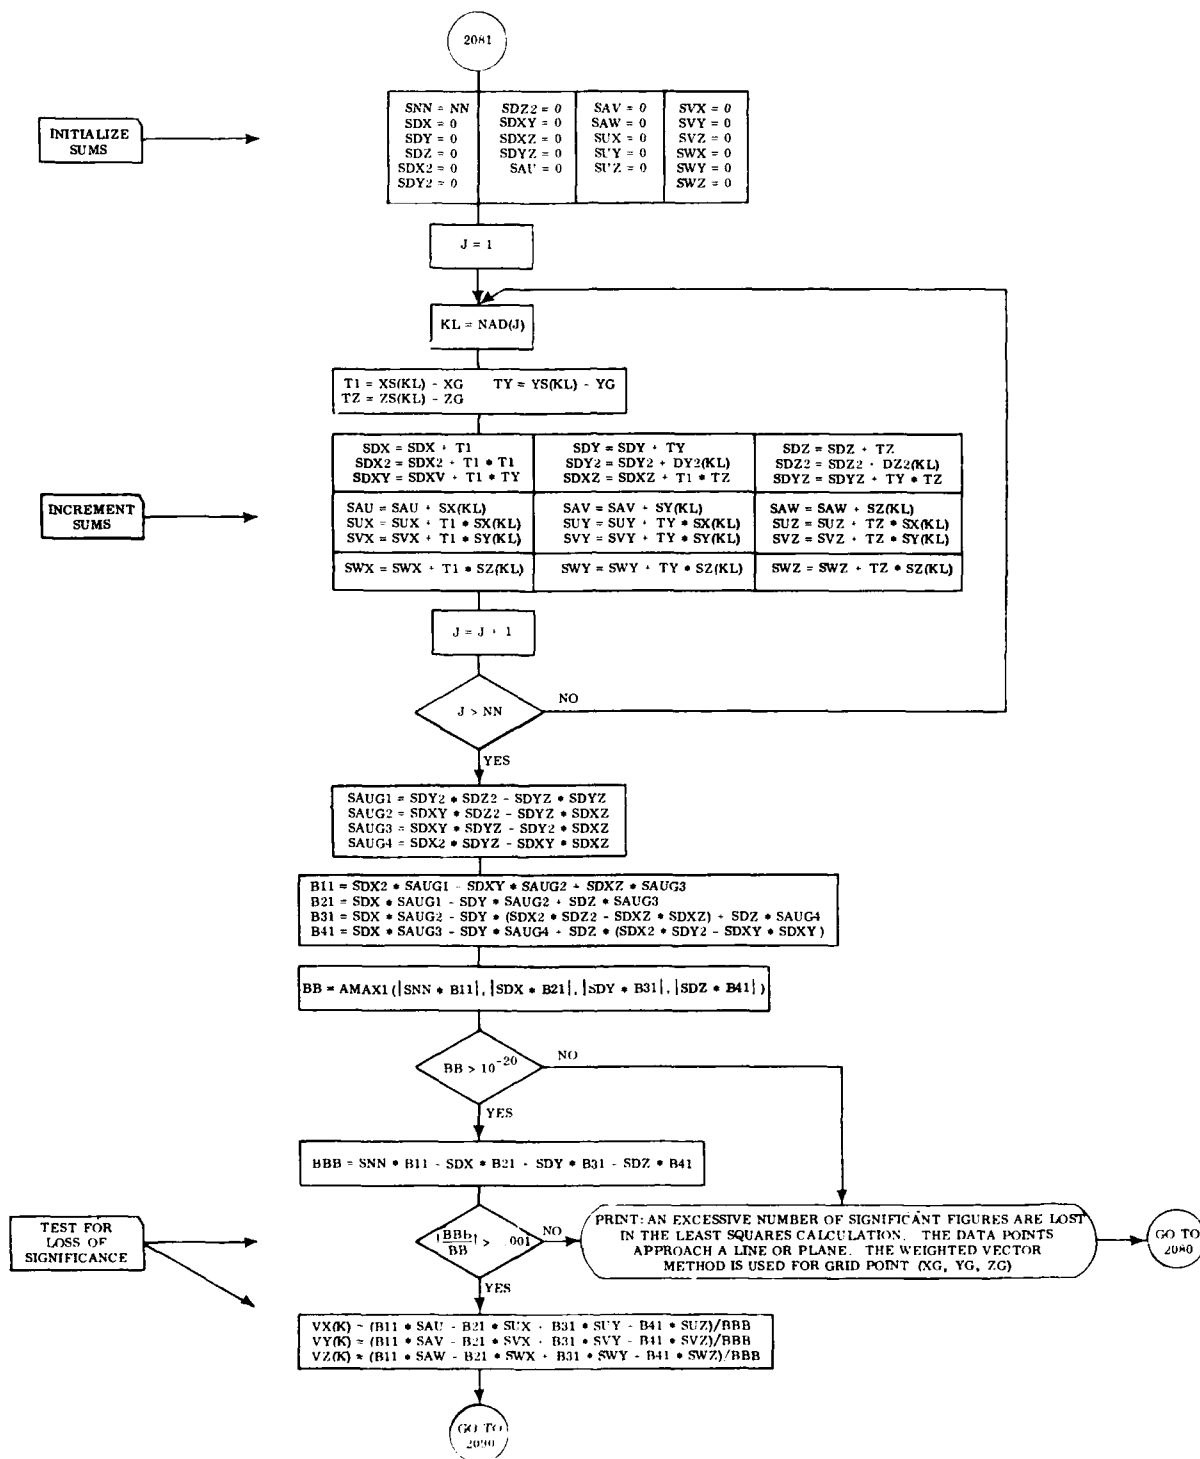 2081
INITIALIZE
SUMS
SNN = NN
SDX = 0
SDY = 0
SDZ = 0
SDX2 = 0
SDY2 = 0
SDZ2 = 0
SDXY = 0
SDXZ = 0
SDYZ = 0
SAU = 0
SAV = 0
SAW = 0
SUX = 0
SUY = 0
SUZ = 0
SVX = 0
SVY = 0
SVZ = 0
SWX = 0
SWY = 0
SWZ = 0
J = 1
KL = NAD(J)
T1 = XS(KL) - XG TY = YS(KL) - YG
TZ = ZS(KL) - ZG
INCREMENT
SUMS
SDX = SDX + T1
SDX2 = SDX2 + T1 * T1
SDXY = SDXV + T1 * TY
SDY = SDY + TY
SDY2 = SDY2 + DY2(KL)
SDXZ = SDXZ + T1 * TZ
SDZ = SDZ + TZ
SDZ2 = SDZ2 + DZ2(KL)
SDYZ = SDYZ + TY * TZ
SAU = SAU + SX(KL)
SUX = SUX + T1 * SX(KL)
SVX = SVX + T1 * SY(KL)
SAV = SAV + SY(KL)
SUY = SUY + TY * SX(KL)
SVY = SVY + TY * SY(KL)
SAW = SAW + SZ(KL)
SUZ = SUZ + TZ * SX(KL)
SVZ = SVZ + TZ * SY(KL)
SWX = SWX + T1 * SZ(KL)
SWY = SWY + TY * SZ(KL)
SWZ = SWZ + TZ * SZ(KL)
J = J + 1
J > NN
NO
YES
SAUG1 = SDY2 * SDZ2 - SDYZ * SDYZ
SAUG2 = SDXY * SDZ2 - SDYZ * SDXZ
SAUG3 = SDXY * SDYZ - SDY2 * SDXZ
SAUG4 = SDX2 * SDYZ - SDXY * SDXZ
B11 = SDX2 * SAUG1 - SDXY * SAUG2 + SDXZ * SAUG3
B21 = SDX * SAUG1 - SDY * SAUG2 + SDZ * SAUG3
B31 = SDX * SAUG2 - SDY * (SDX2 * SDZ2 - SDXZ * SDXZ) + SDZ * SAUG4
B41 = SDX * SAUG3 - SDY * SAUG4 + SDZ * (SDX2 * SDY2 - SDXY * SDXY)
BB = AMAX1(|SNN * B11|, |SDX * B21|, |SDY * B31|, |SDZ * B41|)
BB > 10⁻²⁰
NO
YES
BBB = SNN * B11 - SDX * B21 + SDY * B31 - SDZ * B41
TEST FOR
LOSS OF
SIGNIFICANCE
|BBB/BB| > .001
NO
YES
PRINT: AN EXCESSIVE NUMBER OF SIGNIFICANT FIGURES ARE LOST
IN THE LEAST SQUARES CALCULATION. THE DATA POINTS
APPROACH A LINE OR PLANE. THE WEIGHTED VECTOR
METHOD IS USED FOR GRID POINT (XG, YG, ZG)
GO TO
2080
VX(K) = (B11 * SAU - B21 * SUX + B31 * SUY - B41 * SUZ)/BBB
VY(K) = (B11 * SAV - B21 * SVX + B31 * SVY - B41 * SVZ)/BBB
VZ(K) = (B11 * SAW - B21 * SWX + B31 * SWY - B41 * SWZ)/BBB
GO TO
2090